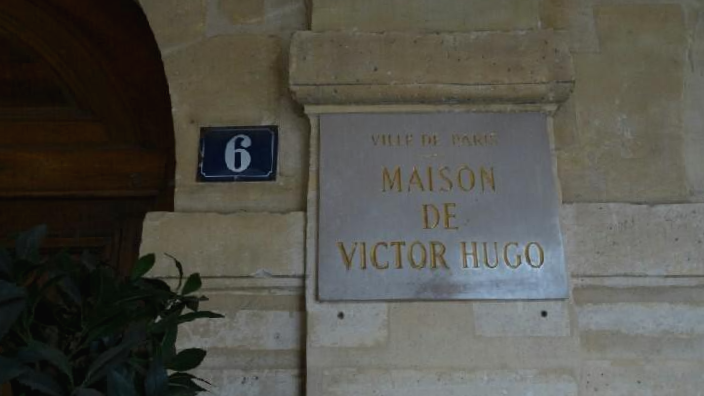 6
VILLE DE PARIS
MAISON
DE
VICTOR HUGO